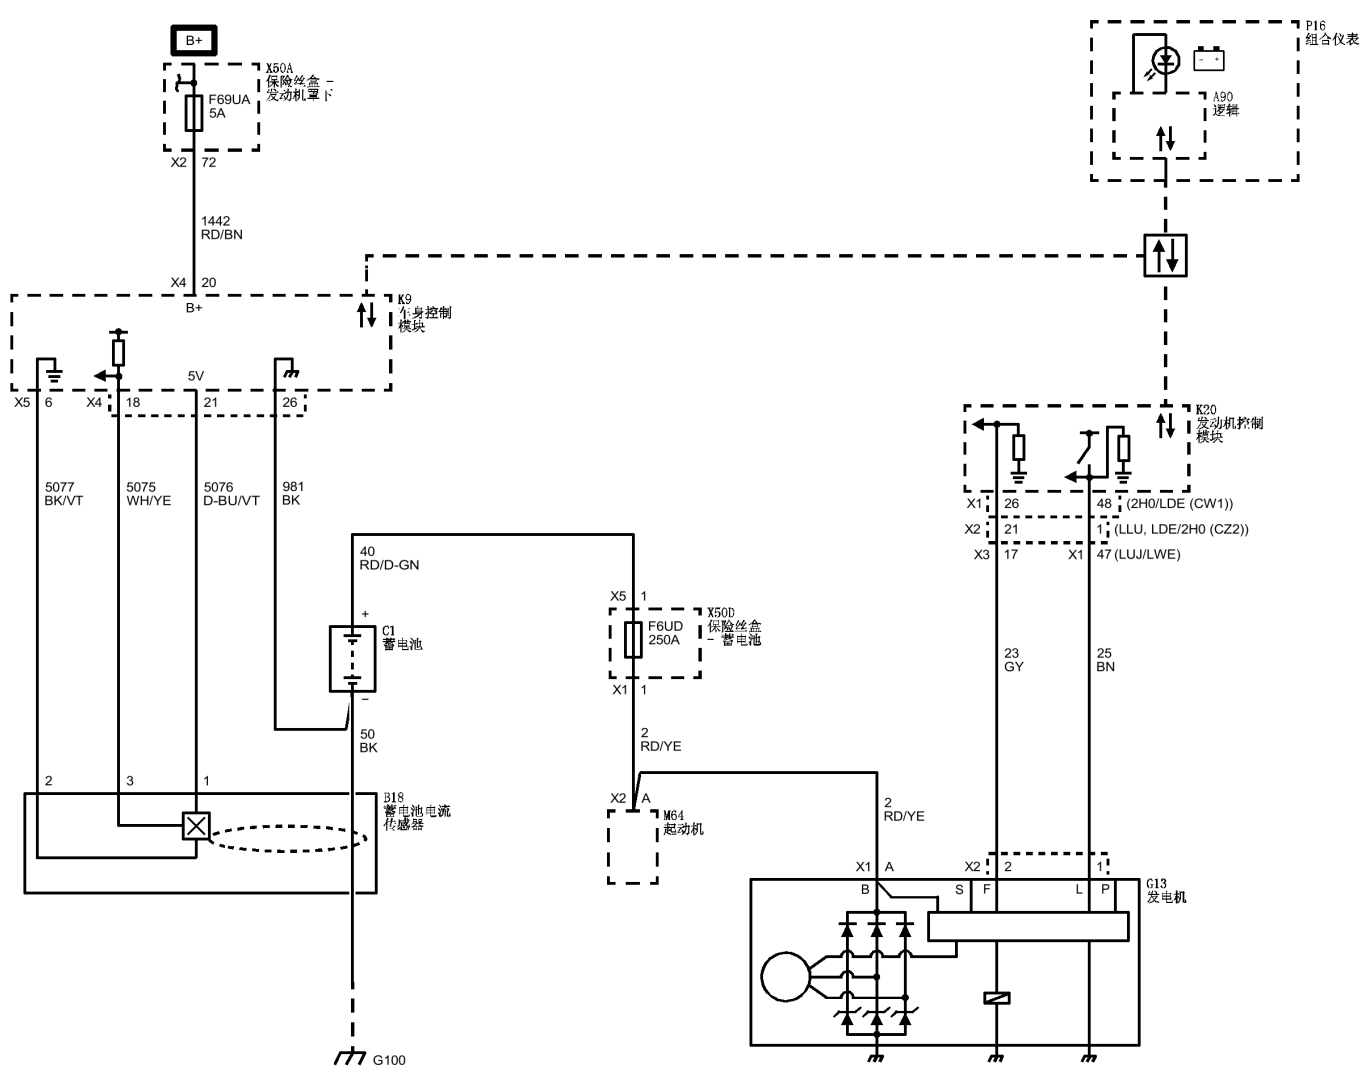 B+
X50A
保险丝盒 -
发动机罩下
F69UA
5A
X2 72
1442
RD/BN
X4 20
B+
K9
车身控制
模块
5V
X5 6
X4 18
21
26
5077
BK/VT
5075
WH/YE
5076
D-BU/VT
981
BK
40
RD/D-GN
+
C1
蓄电池
−
50
BK
2
3
1
B18
蓄电池电流
传感器
G100
X5 1
F6UD
250A
X50D
保险丝盒
- 蓄电池
X1 1
2
RD/YE
X2 A
M64
起动机
2
RD/YE
P16
组合仪表
− +
A90
逻辑
K20
发动机控制
模块
X1 26 48 (2H0/LDE (CW1))
X2 21 1 (LLU, LDE/2H0 (CZ2))
X3 17 X1 47 (LUJ/LWE)
23
GY
25
BN
X1 A
X2 2 1
B S F L P
G13
发电机